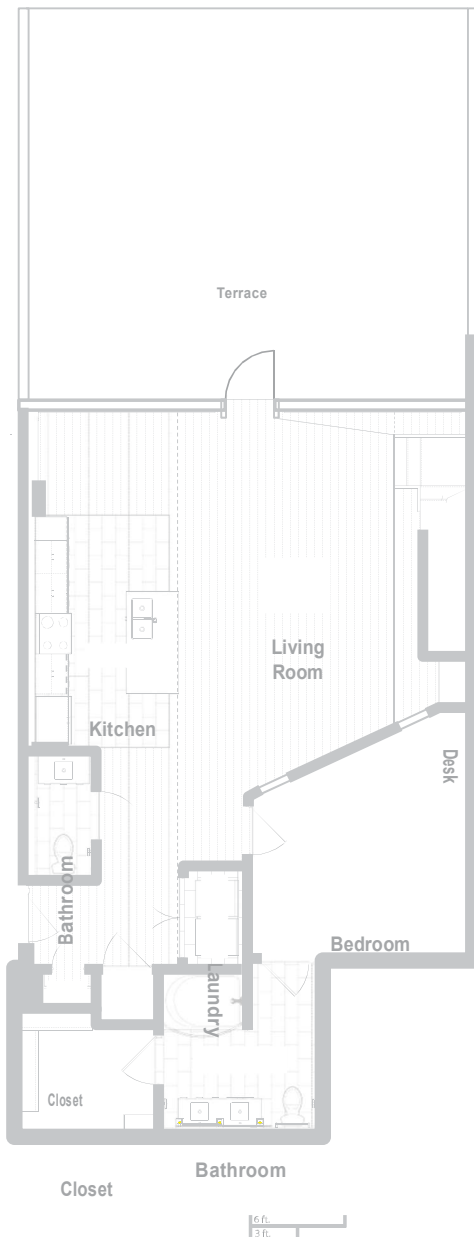 Terrace
Living
Room
Kitchen
Desk
Bathroom
Bedroom
Laundry
Closet
Bathroom
Closet
6 ft.
3 ft.